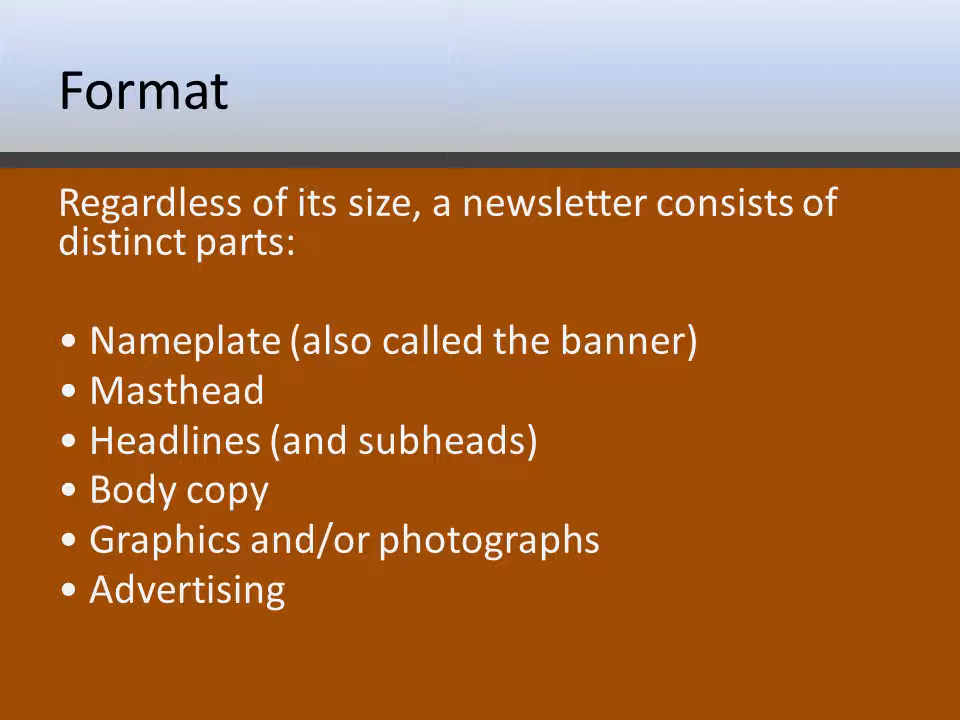 Format
Regardless of its size, a newsletter consists of
distinct parts:
• Nameplate (also called the banner)
• Masthead
• Headlines (and subheads)
• Body copy
• Graphics and/or photographs
• Advertising